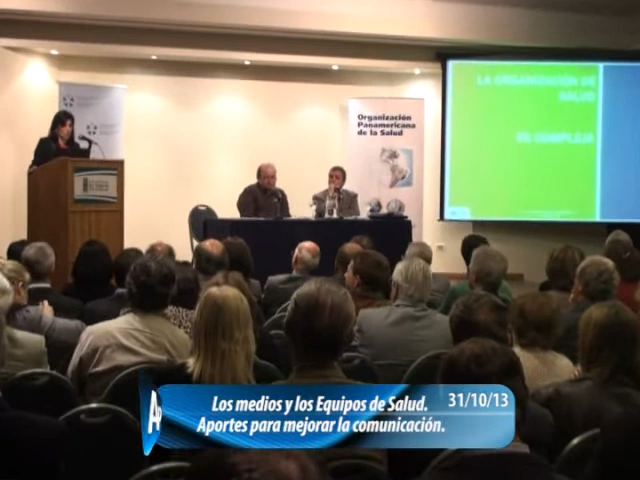 Organización
Panamericana
de la Salud
LA ORGANIZACIÓN DE
SALUD
ES COMPLEJA
Los medios y los Equipos de Salud.
31/10/13
Aportes para mejorar la comunicación.